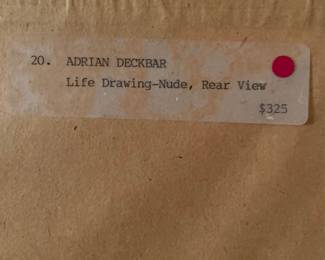 20. ADRIAN DECKBAR
Life Drawing-Nude, Rear View
$325